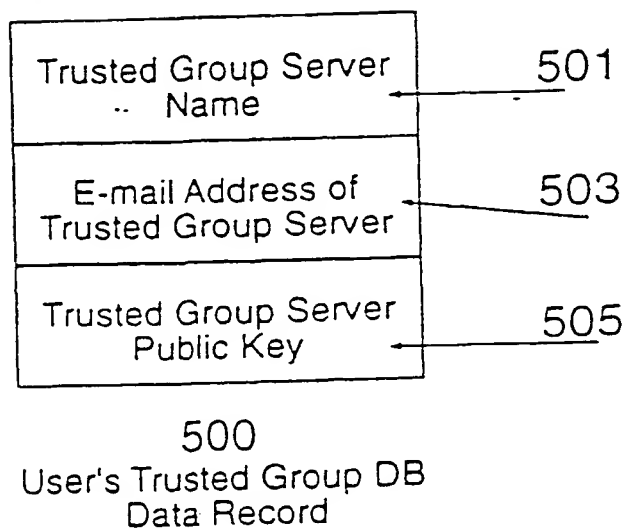 Trusted Group Server
Name
501
E-mail Address of
Trusted Group Server
503
Trusted Group Server
Public Key
505
500
User's Trusted Group DB
Data Record